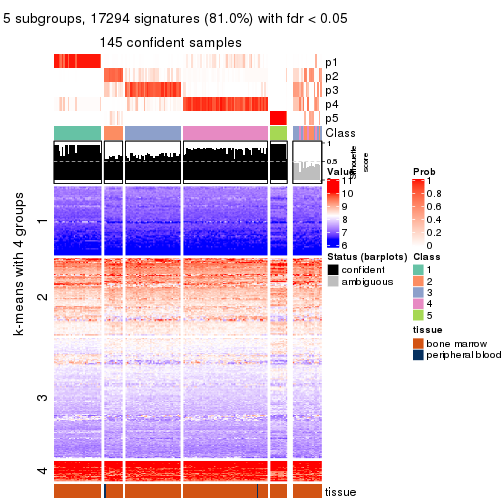 5 subgroups, 17294 signatures (81.0%) with fdr < 0.05
145 confident samples
p1
p2
p3
p4
p5
Class
1
0.5
0
Silhouette
score
k-means with 4 groups
1
2
3
4
tissue
Value
11
10
9
8
7
6
Prob
1
0.8
0.6
0.4
0.2
0
Status (barplots)
confident
ambiguous
Class
1
2
3
4
5
tissue
bone marrow
peripheral blood